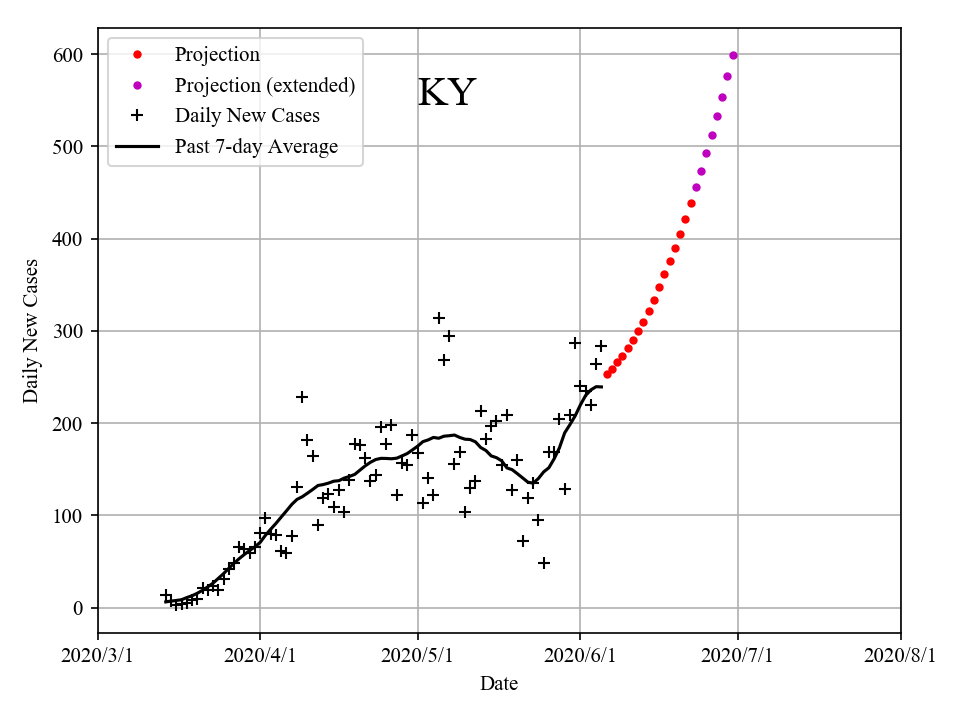 Projection
Projection (extended)
Daily New Cases
Past 7-day Average
KY
600
500
400
300
200
100
0
Daily New Cases
2020/3/1 2020/4/1 2020/5/1 2020/6/1 2020/7/1 2020/8/1
Date